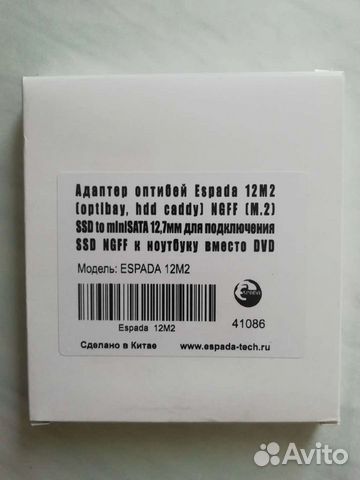 Адаптер оптибей Espada 12M2
(optibay, hdd caddy) NGFF (M.2)
SSD to miniSATA 12,7мм для подключения
SSD NGFF к ноутбуку вместо DVD
Модель: ESPADA 12M2
ESPADA
Espada 12M2
41086
Сделано в Китае
www.espada-tech.ru
Avito